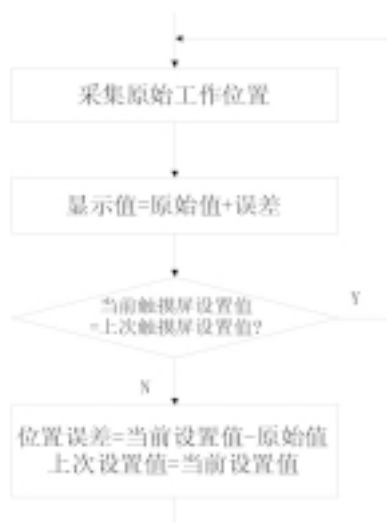 采集原始工作位置
显示值=原始值+误差
当前触摸屏设置值
=上次触摸屏设置值?
Y
N
位置误差=当前设置值-原始值
上次设置值=当前设置值